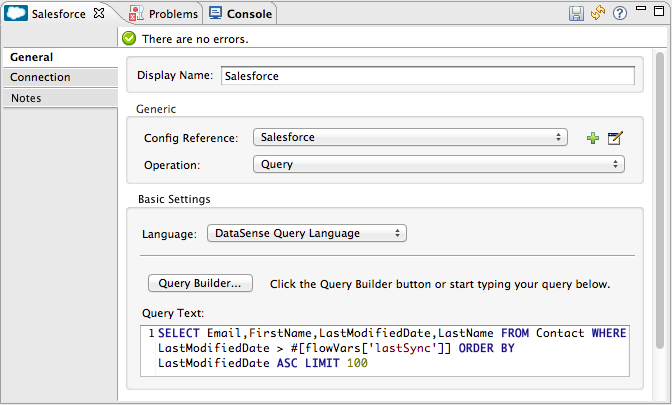 Salesforce
Problems
Console
There are no errors.
General
Connection
Notes
Display Name: Salesforce
Generic
Config Reference: Salesforce
Operation: Query
Basic Settings
Language: DataSense Query Language
Query Builder... Click the Query Builder button or start typing your query below.
Query Text:
1 SELECT Email,FirstName,LastModifiedDate,LastName FROM Contact WHERE
LastModifiedDate > #[flowVars['lastSync']] ORDER BY
LastModifiedDate ASC LIMIT 100